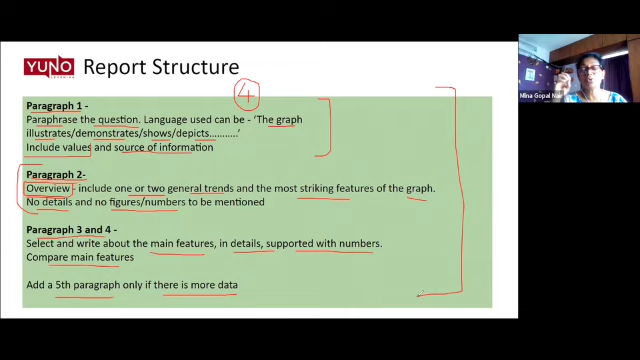 YUNO
LEARNING
Report Structure
4
Paragraph 1 -
Paraphrase the question. Language used can be - 'The graph
illustrates/demonstrates/shows/depicts...........'
Include values and source of information
Paragraph 2-
Overview - include one or two general trends and the most striking features of the graph.
No details and no figures/numbers to be mentioned
Paragraph 3 and 4 -
Select and write about the main features, in details, supported with numbers.
Compare main features
Add a 5th paragraph only if there is more data
Mina Gopal Nair